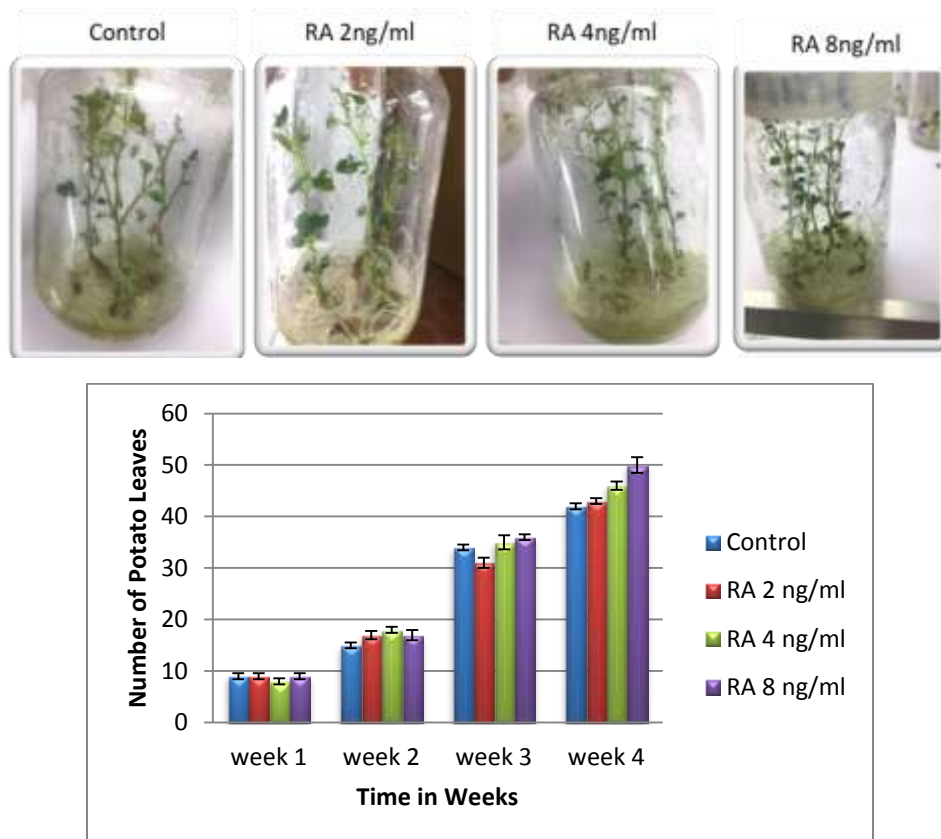 Control
RA 2ng/ml
RA 4ng/ml
RA 8ng/ml
60
50
40
30
20
10
0
Number of Potato Leaves
week 1
week 2
week 3
week 4
Time in Weeks
Control
RA 2 ng/ml
RA 4 ng/ml
RA 8 ng/ml